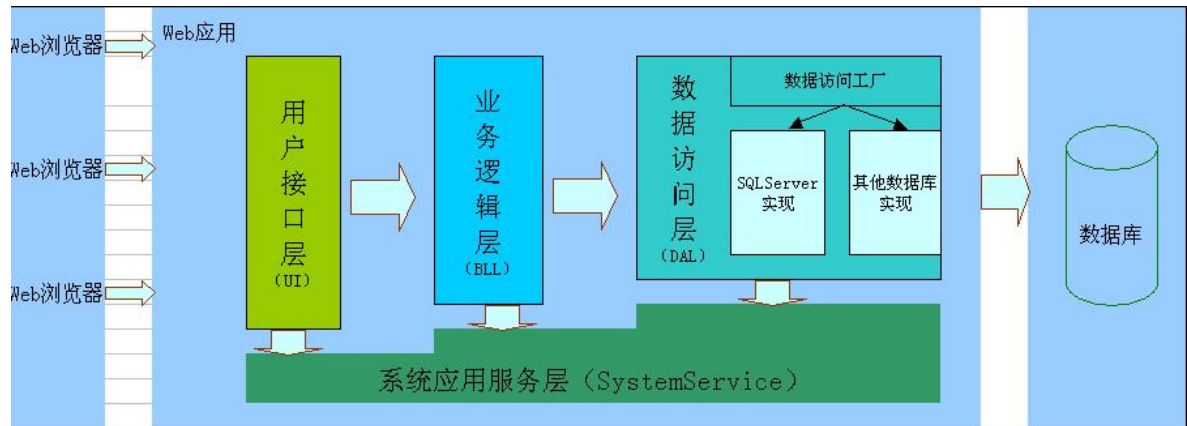 Web浏览器
Web浏览器
Web浏览器
Web应用
用户接口层
(UI)
业务逻辑层
(BLL)
数据访问层
(DAL)
数据访问工厂
SQLServer
实现
其他数据库
实现
系统应用服务层（SystemService）
数据库